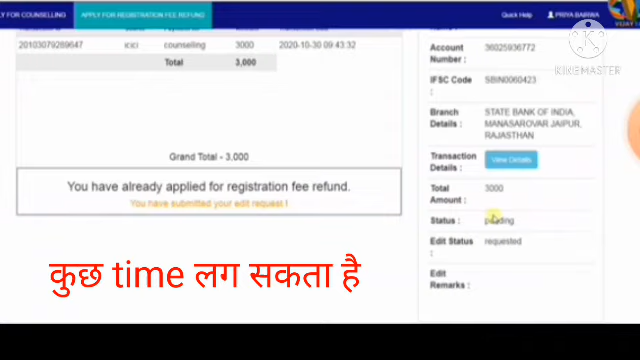 Y FOR COUNSELLING APPLY FOR REGISTRATION FEE REFUND Quick Help PRIYA BAIRWA
20103079289647 icici counselling 3000 2020-10-30 09:43:32
Total 3,000
Grand Total - 3,000
You have already applied for registration fee refund.
You have submitted your edit request !
Account Number : 36025936772
IFSC Code : SBIN0060423
Branch Details : STATE BANK OF INDIA, MANASAROVAR JAIPUR, RAJASTHAN
Transaction Details : View Details
Total Amount : 3000
Status : pending
Edit Status : requested
Edit Remarks :
KINEMASTER
कुछ time लग सकता है